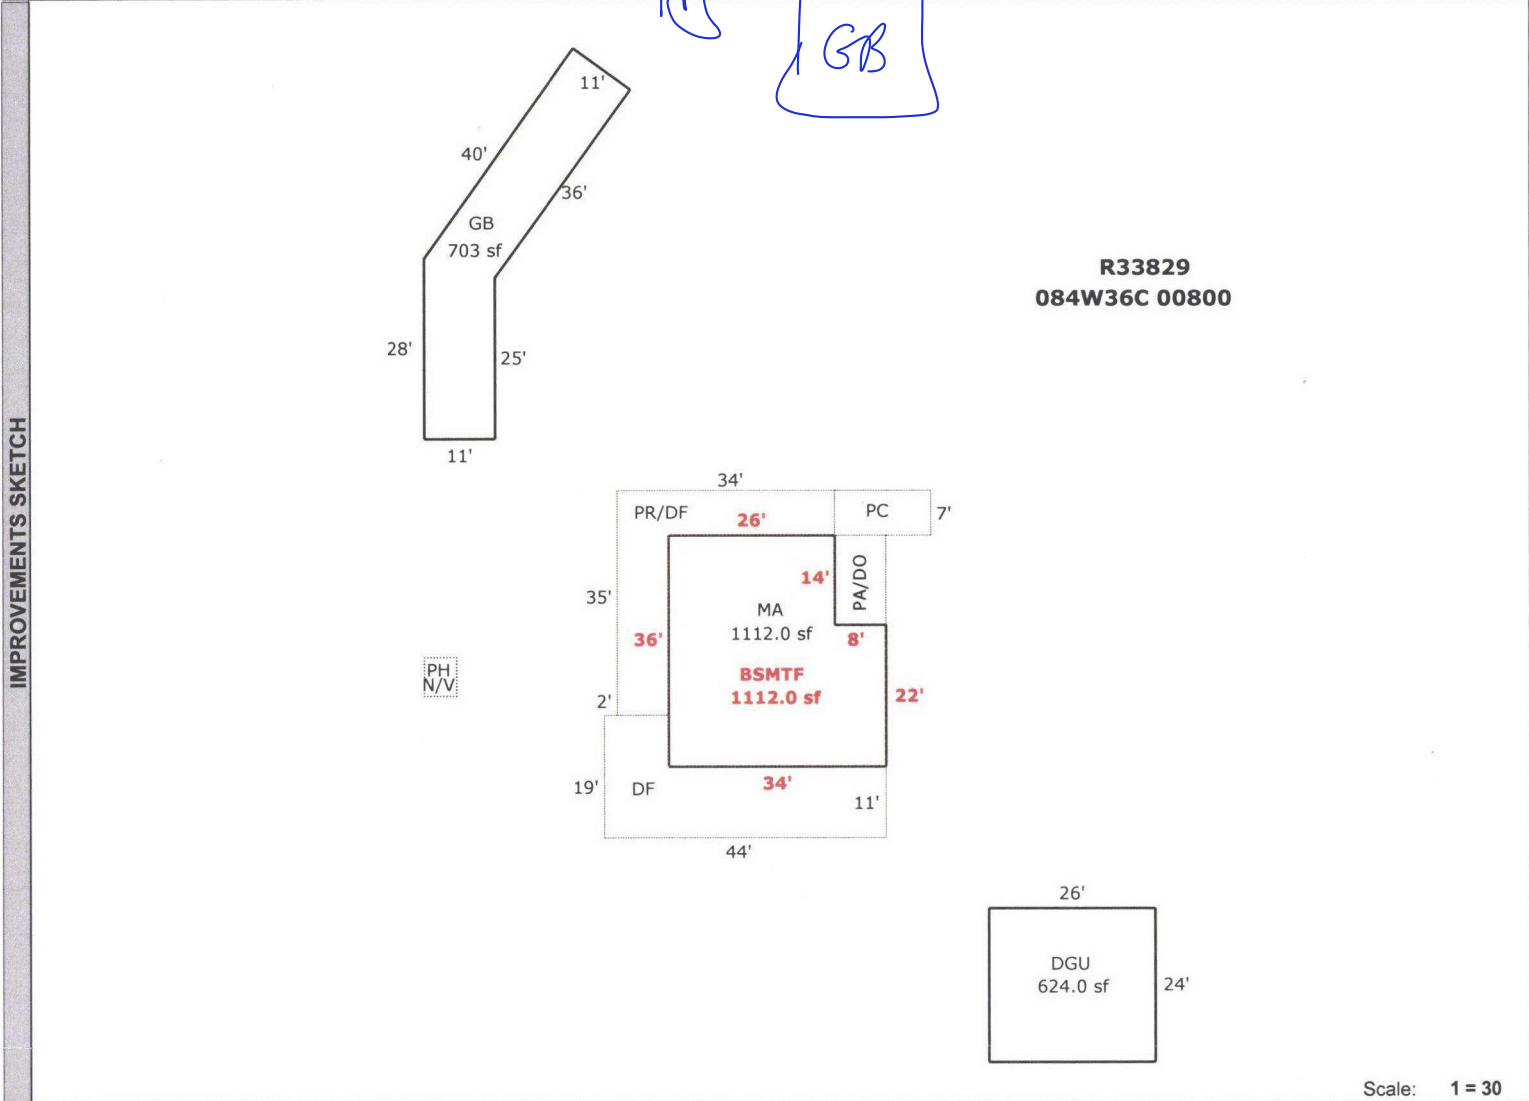 GB
11'
40'
36'
GB
703 sf
R33829
084W36C 00800
28'
25'
11'
IMPROVEMENTS SKETCH
34'
PR/DF
26'
PC
7'
14'
PA/DO
35'
MA
1112.0 sf
36'
8'
BSMTF
1112.0 sf
22'
PH
N/V
2'
34'
19'
DF
11'
44'
26'
DGU
624.0 sf
24'
Scale: 1 = 30